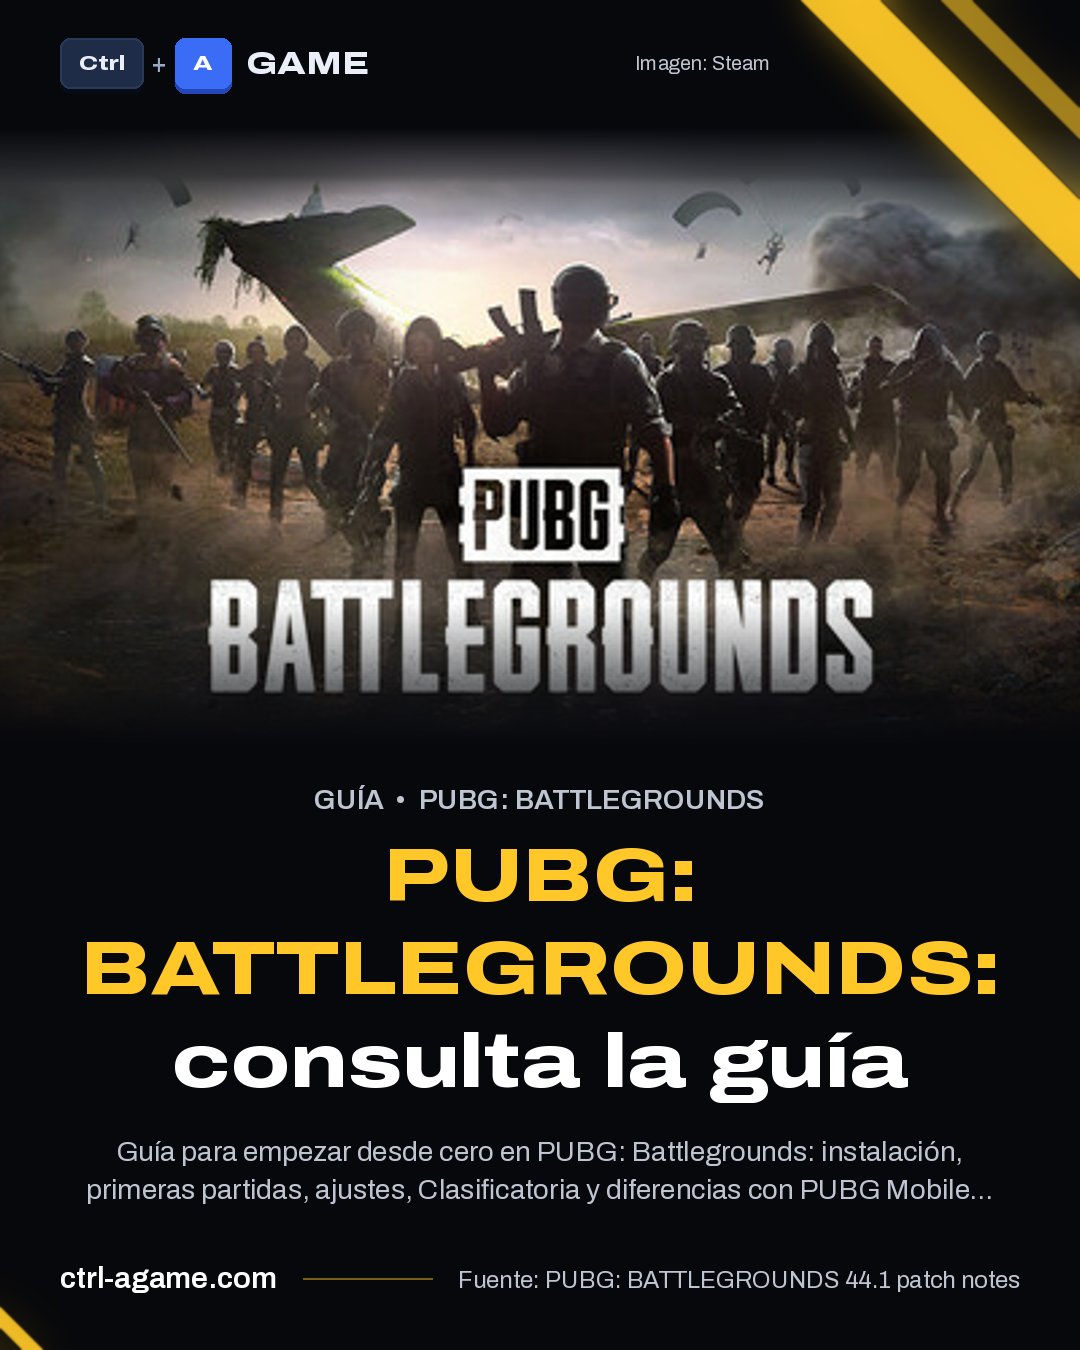 Ctrl + A GAME
Imagen: Steam
PUBG
BATTLEGROUNDS
GUÍA • PUBG: BATTLEGROUNDS
PUBG:
BATTLEGROUNDS:
consulta la guía
Guía para empezar desde cero en PUBG: Battlegrounds: instalación,
primeras partidas, ajustes, Clasificatoria y diferencias con PUBG Mobile...
ctrl-agame.com
Fuente: PUBG: BATTLEGROUNDS 44.1 patch notes